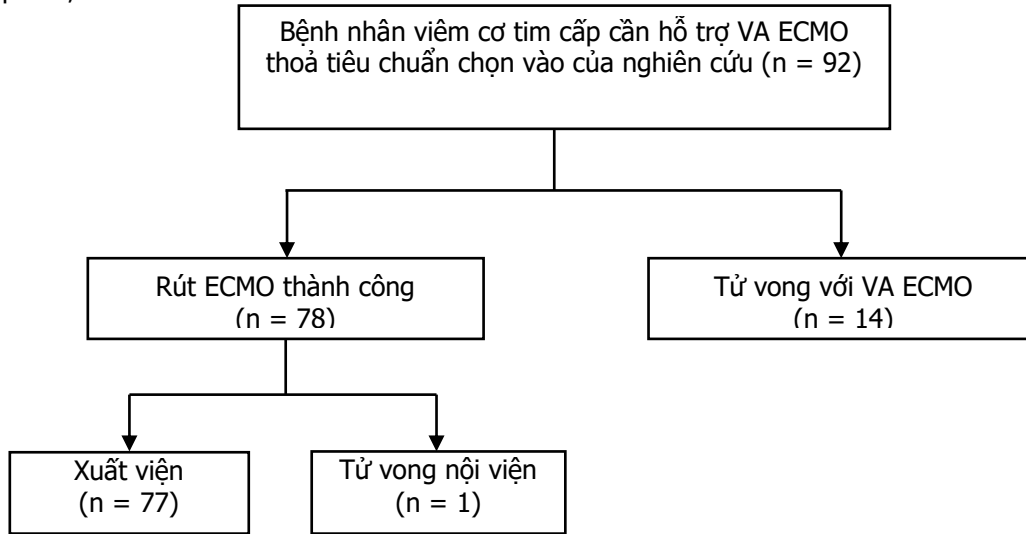 Bệnh nhân viêm cơ tim cấp cần hỗ trợ VA ECMO
thoả tiêu chuẩn chọn vào của nghiên cứu (n = 92)
Rút ECMO thành công
(n = 78)
Tử vong với VA ECMO
(n = 14)
Xuất viện
(n = 77)
Tử vong nội viện
(n = 1)